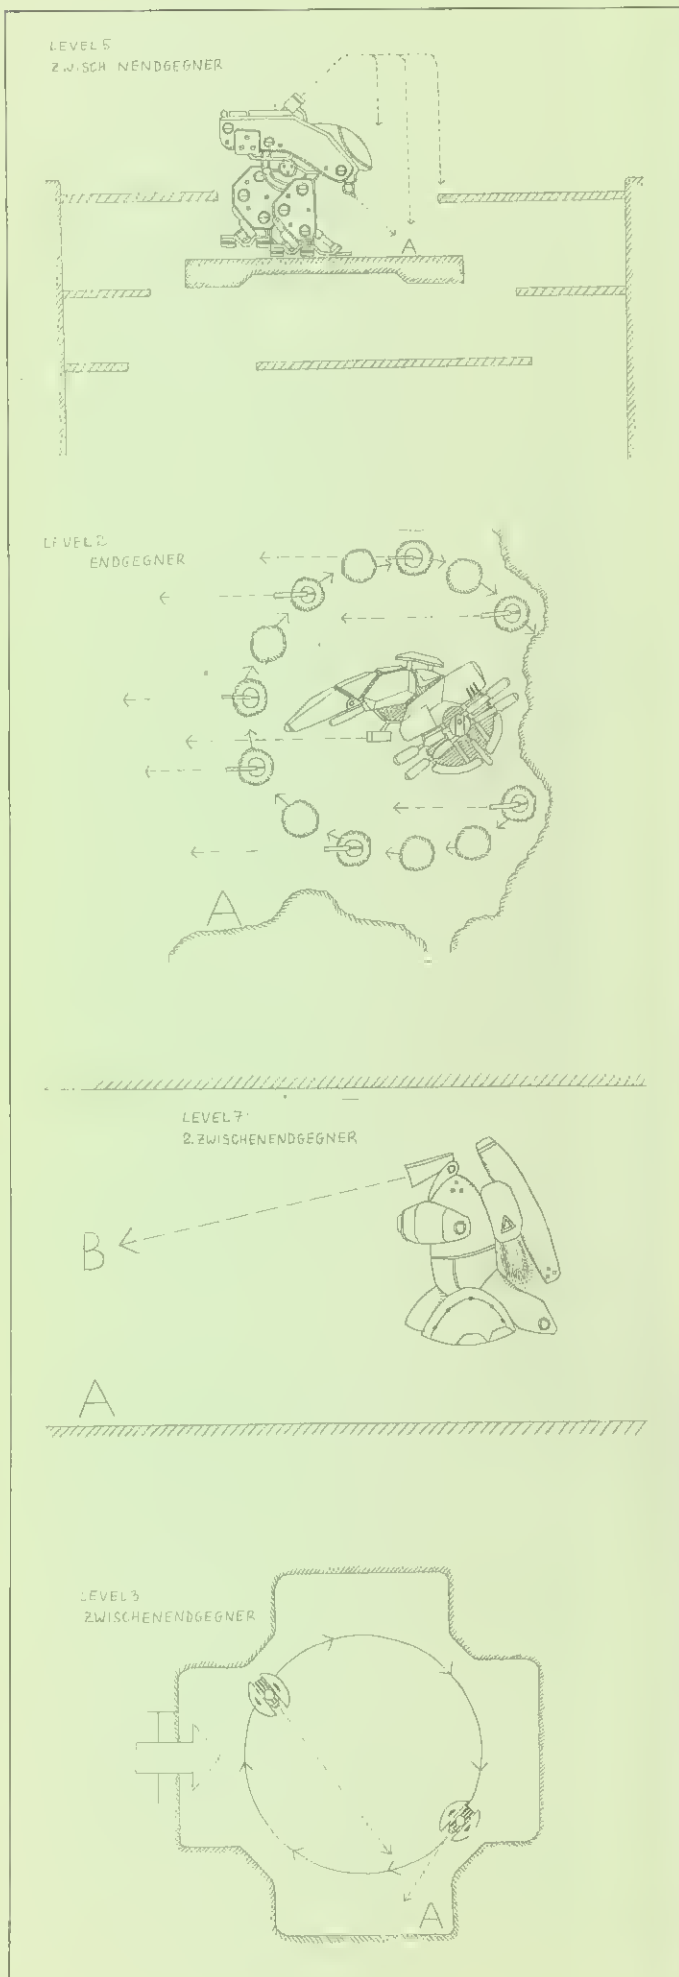 LEVEL 5
ZWISCH NENDGEGNER
A
LEVEL 2
ENDGEGNER
A
LEVEL 7
2. ZWISCHENENDGEGNER
B
A
LEVEL 3
ZWISCHENENDGEGNER
A